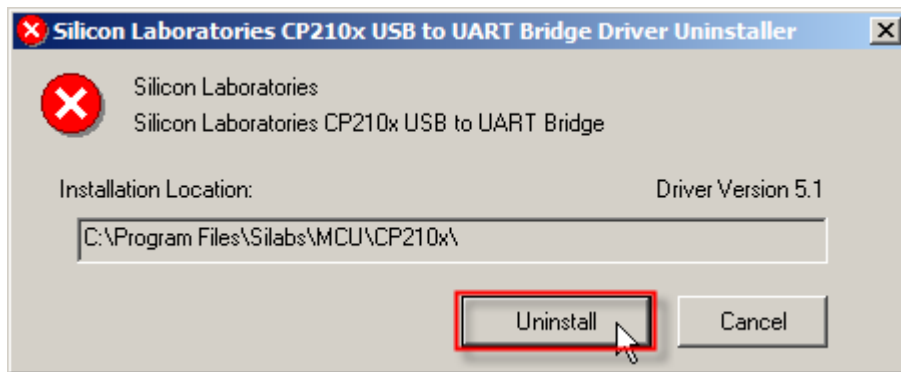 Silicon Laboratories CP210x USB to UART Bridge Driver Uninstaller
Silicon Laboratories
Silicon Laboratories CP210x USB to UART Bridge
Installation Location: Driver Version 5.1
C:\Program Files\Silabs\MCU\CP210x\
Uninstall Cancel